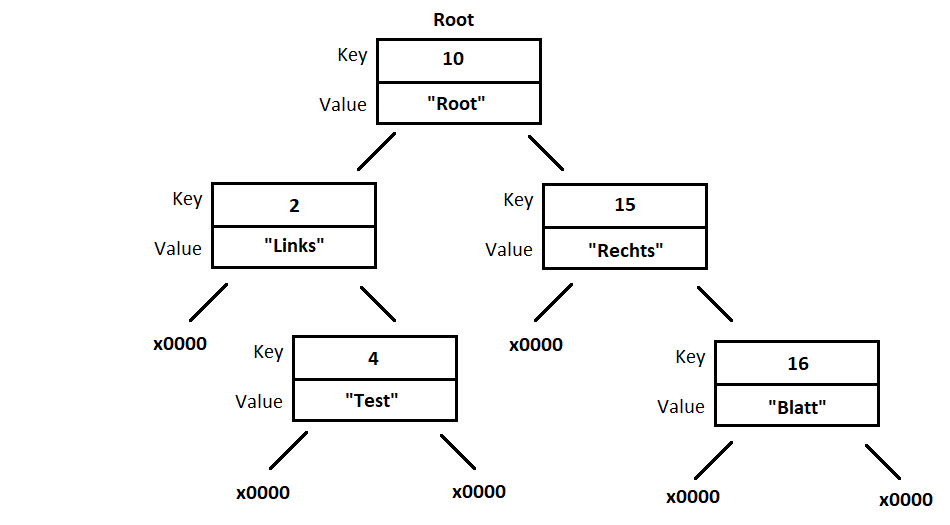 Root
Key 10
Value "Root"
Key 2
Value "Links"
Key 15
Value "Rechts"
x0000
Key 4
Value "Test"
x0000
Key 16
Value "Blatt"
x0000
x0000
x0000
x0000